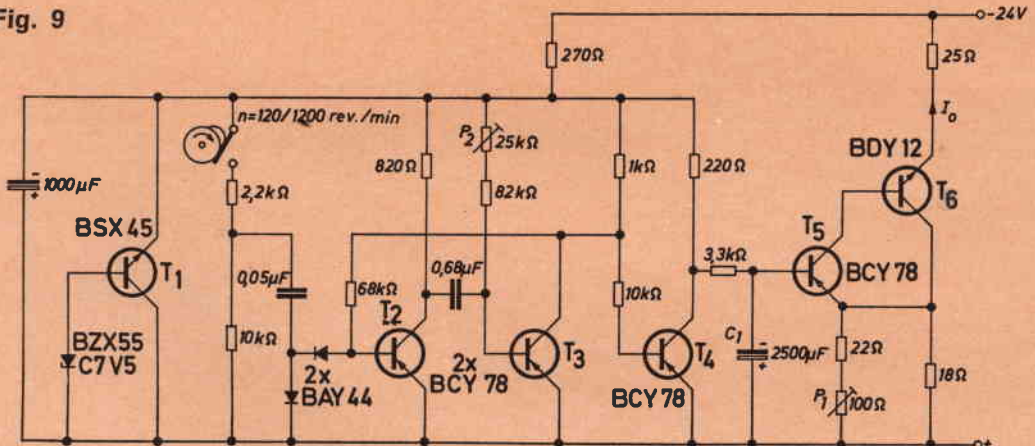 Fig. 9
-24V
270Ω
25Ω
I₀
n=120/1200 rev./min
P₂
25kΩ
820Ω
1kΩ
220Ω
BDY 12
T₆
1000µF
-
+
2,2kΩ
82kΩ
BSX 45
T₁
T₅
BCY 78
3,3kΩ
0,05µF
68kΩ
0,68µF
10kΩ
T₂
T₃
T₄
C₁
-
+
2500µF
BZX55
C7V5
10kΩ
2x
BAY 44
2x
BCY 78
BCY78
22Ω
18Ω
P₁
100Ω
+